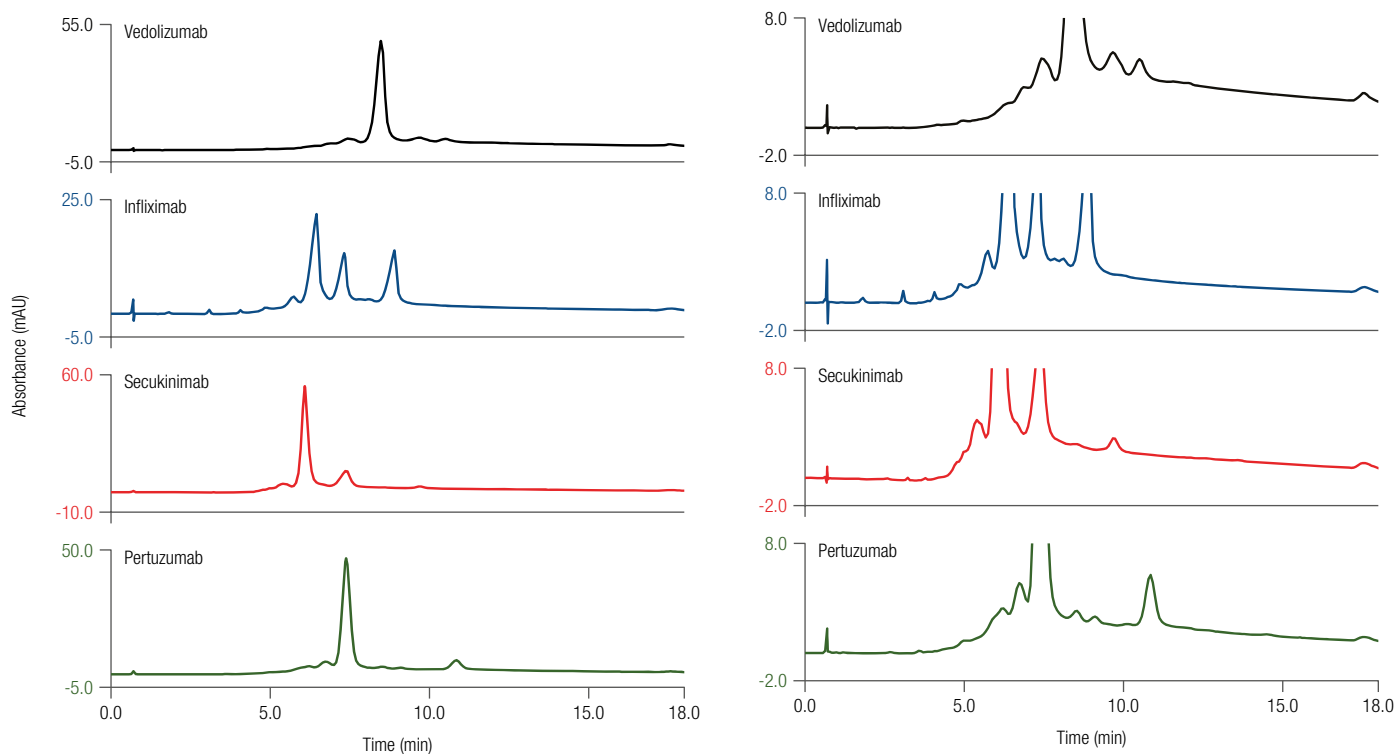 Absorbance (mAU)
55.0
Vedolizumab
-5.0
25.0
Infliximab
-5.0
60.0
Secukinimab
-10.0
50.0
Pertuzumab
-5.0
0.0 5.0 10.0 15.0 18.0
Time (min)
8.0
Vedolizumab
-2.0
8.0
Infliximab
-2.0
8.0
Secukinimab
-2.0
8.0
Pertuzumab
-2.0
0.0 5.0 10.0 15.0 18.0
Time (min)